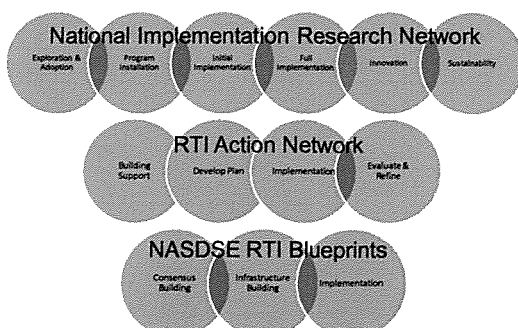 National Implementation Research Network
Exploration &
Adoption
Program
Installation
Initial
Implementation
Full
Implementation
Innovation
Sustainability
RTI Action Network
Building
Support
Develop Plan
Implementation
Evaluate &
Refine
NASDSE RTI Blueprints
Consensus
Building
Infrastructure
Building
Implementation